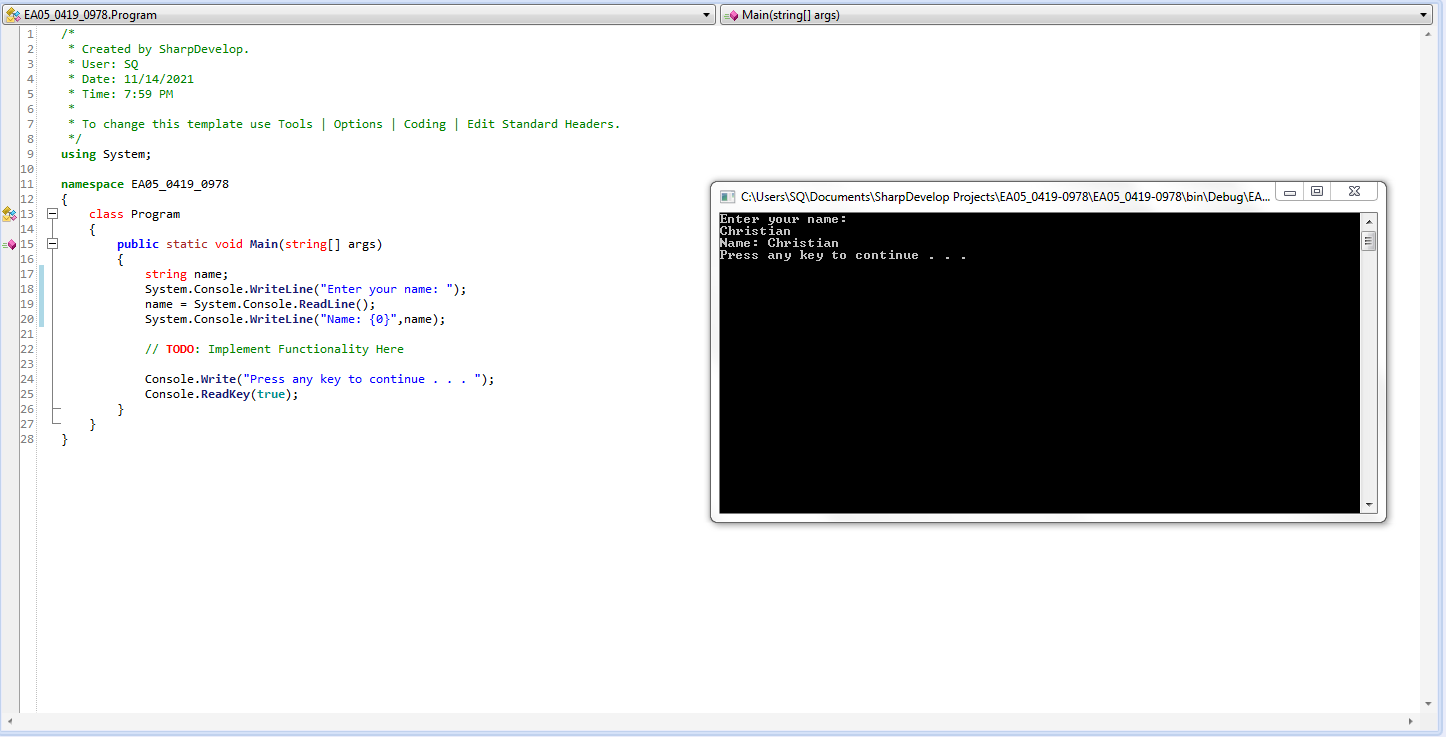 EA05_0419_0978.Program
Main(string[] args)
1 /*
2 * Created by SharpDevelop.
3 * User: SQ
4 * Date: 11/14/2021
5 * Time: 7:59 PM
6 *
7 * To change this template use Tools | Options | Coding | Edit Standard Headers.
8 */
9 using System;
10
11 namespace EA05_0419_0978
12 {
13 class Program
14 {
15 public static void Main(string[] args)
16 {
17 string name;
18 System.Console.WriteLine("Enter your name: ");
19 name = System.Console.ReadLine();
20 System.Console.WriteLine("Name: {0}",name);
21
22 // TODO: Implement Functionality Here
23
24 Console.Write("Press any key to continue . . . ");
25 Console.ReadKey(true);
26 }
27 }
28 }
C:\Users\SQ\Documents\SharpDevelop Projects\EA05_0419-0978\EA05_0419-0978\bin\Debug\EA...
Enter your name:
Christian
Name: Christian
Press any key to continue . . .